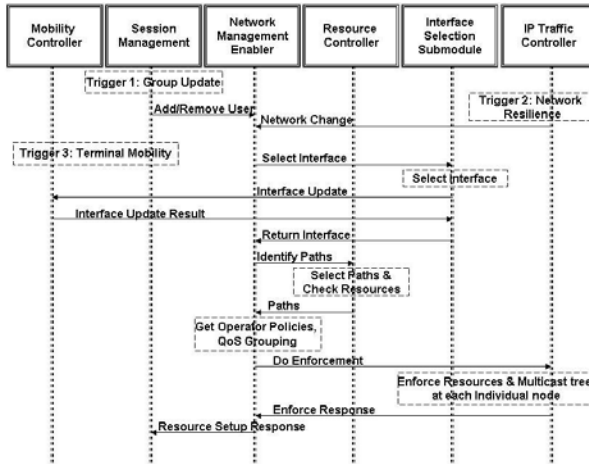 Mobility
Controller
Session
Management
Network
Management
Enabler
Resource
Controller
Interface
Selection
Submodule
IP Traffic
Controller
Trigger 1: Group Update
Add/Remove User
Trigger 2: Network
Resilience
Network Change
Trigger 3: Terminal Mobility
Select Interface
Select Interface
Interface Update
Interface Update Result
Return Interface
Identify Paths
Select Paths &
Check Resources
Paths
Get Operator Policies,
QoS Grouping
Do Enforcement
Enforce Resources & Multicast tree
at each Individual node
Enforce Response
Resource Setup Response